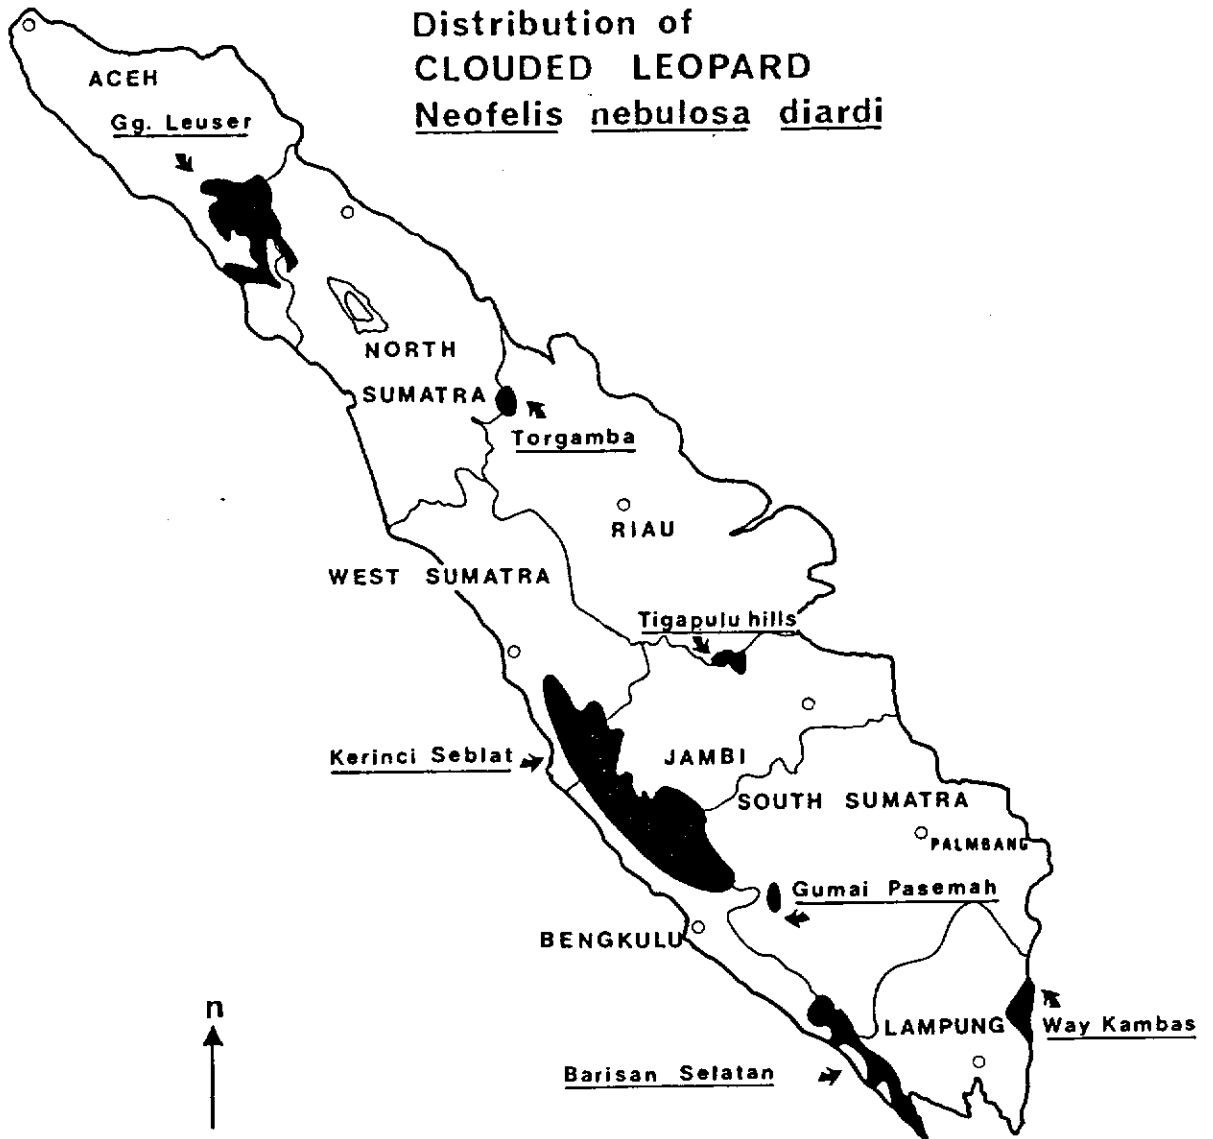 Distribution of
CLOUDED LEOPARD
Neofelis nebulosa diardi
ACEH
Gg. Leuser
NORTH
SUMATRA
Torgamba
RIAU
WEST SUMATRA
Tigapulu hills
Kerinci Seblat
JAMBI
SOUTH SUMATRA
PALMBANG
Gumai Pasemah
BENGKULU
n
LAMPUNG
Way Kambas
Barisan Selatan